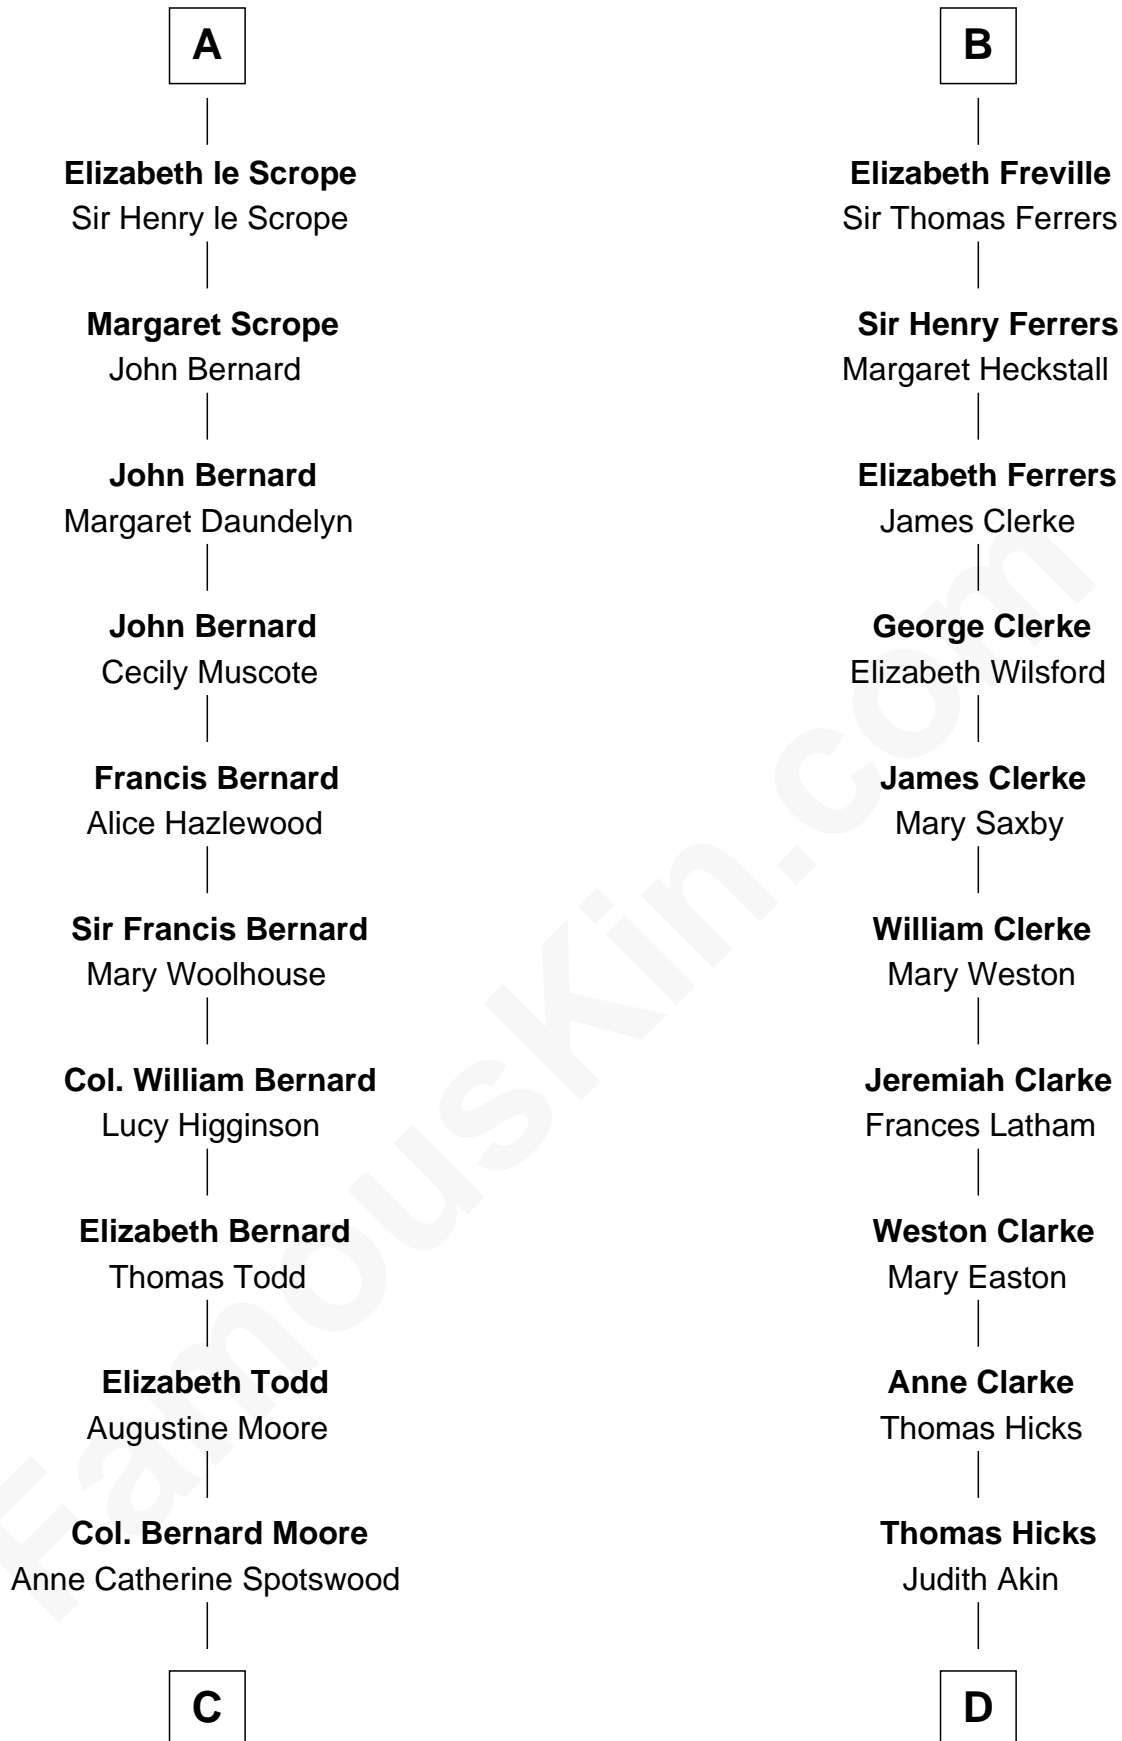 A
Elizabeth le Scrope
Sir Henry le Scrope
Margaret Scrope
John Bernard
John Bernard
Margaret Daundelyn
John Bernard
Cecily Muscote
Francis Bernard
Alice Hazlewood
Sir Francis Bernard
Mary Woolhouse
Col. William Bernard
Lucy Higginson
Elizabeth Bernard
Thomas Todd
Elizabeth Todd
Augustine Moore
Col. Bernard Moore
Anne Catherine Spotswood
C
B
Elizabeth Freville
Sir Thomas Ferrers
Sir Henry Ferrers
Margaret Heckstall
Elizabeth Ferrers
James Clerke
George Clerke
Elizabeth Wilsford
James Clerke
Mary Saxby
William Clerke
Mary Weston
Jeremiah Clarke
Frances Latham
Weston Clarke
Mary Easton
Anne Clarke
Thomas Hicks
Thomas Hicks
Judith Akin
D
FamousKin.com